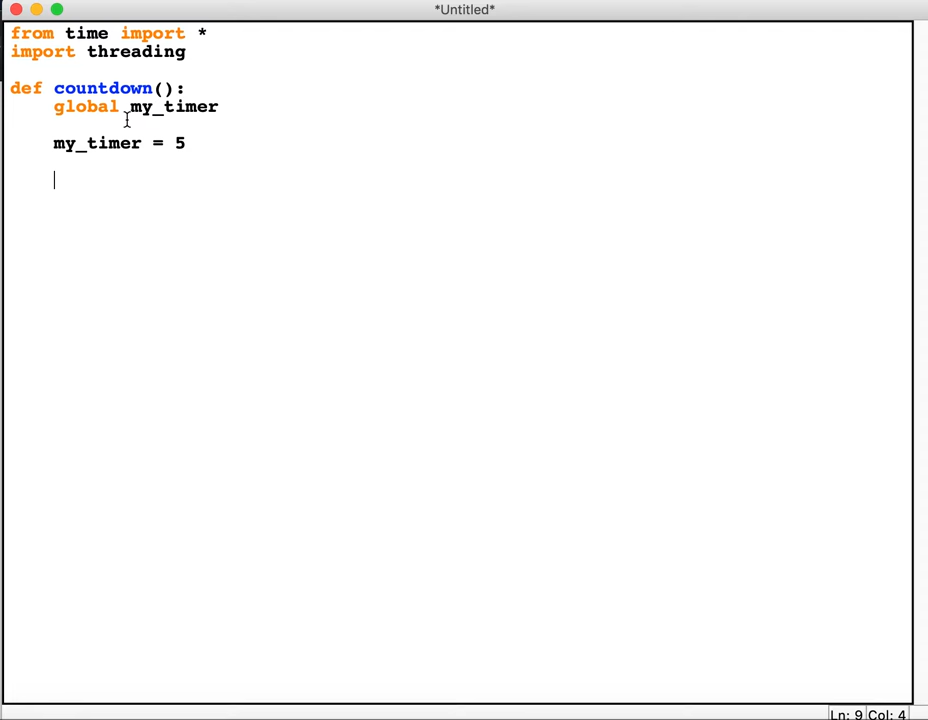 *Untitled*
from time import *
import threading
def countdown():
    global my_timer
    my_timer = 5
Ln: 9 Col: 4